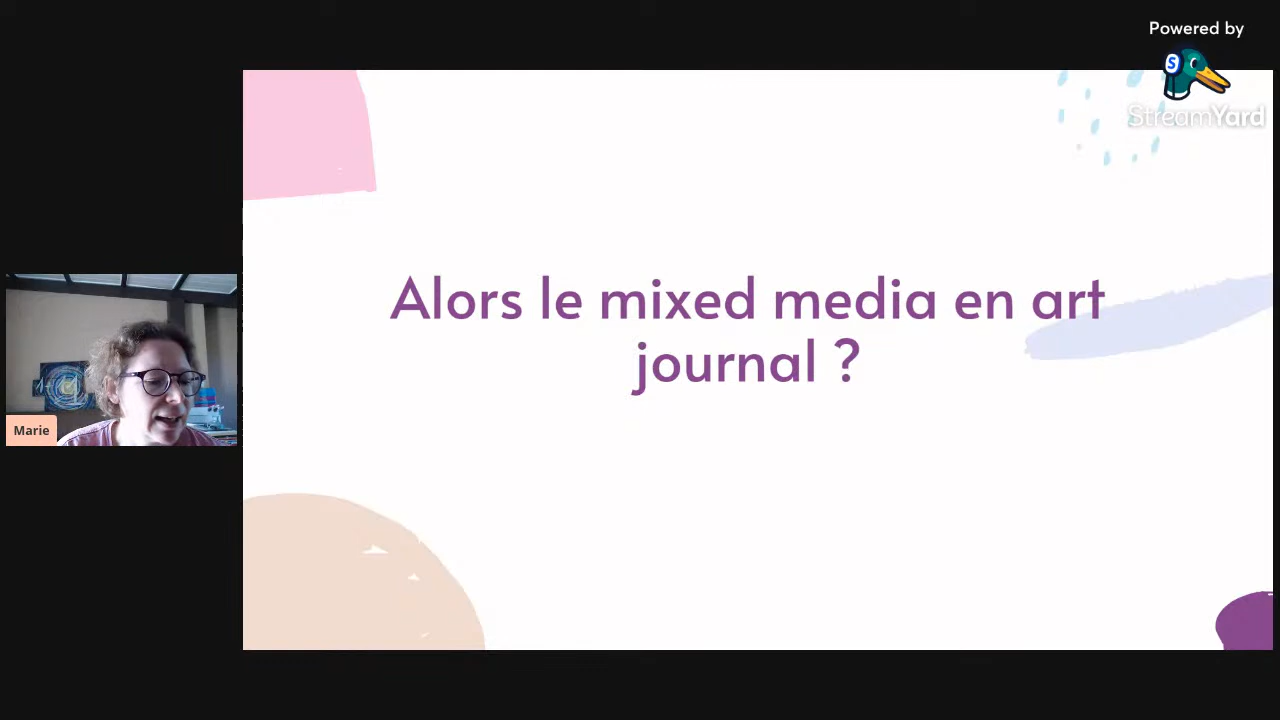 Powered by
S
StreamYard
Alors le mixed media en art
journal ?
Marie